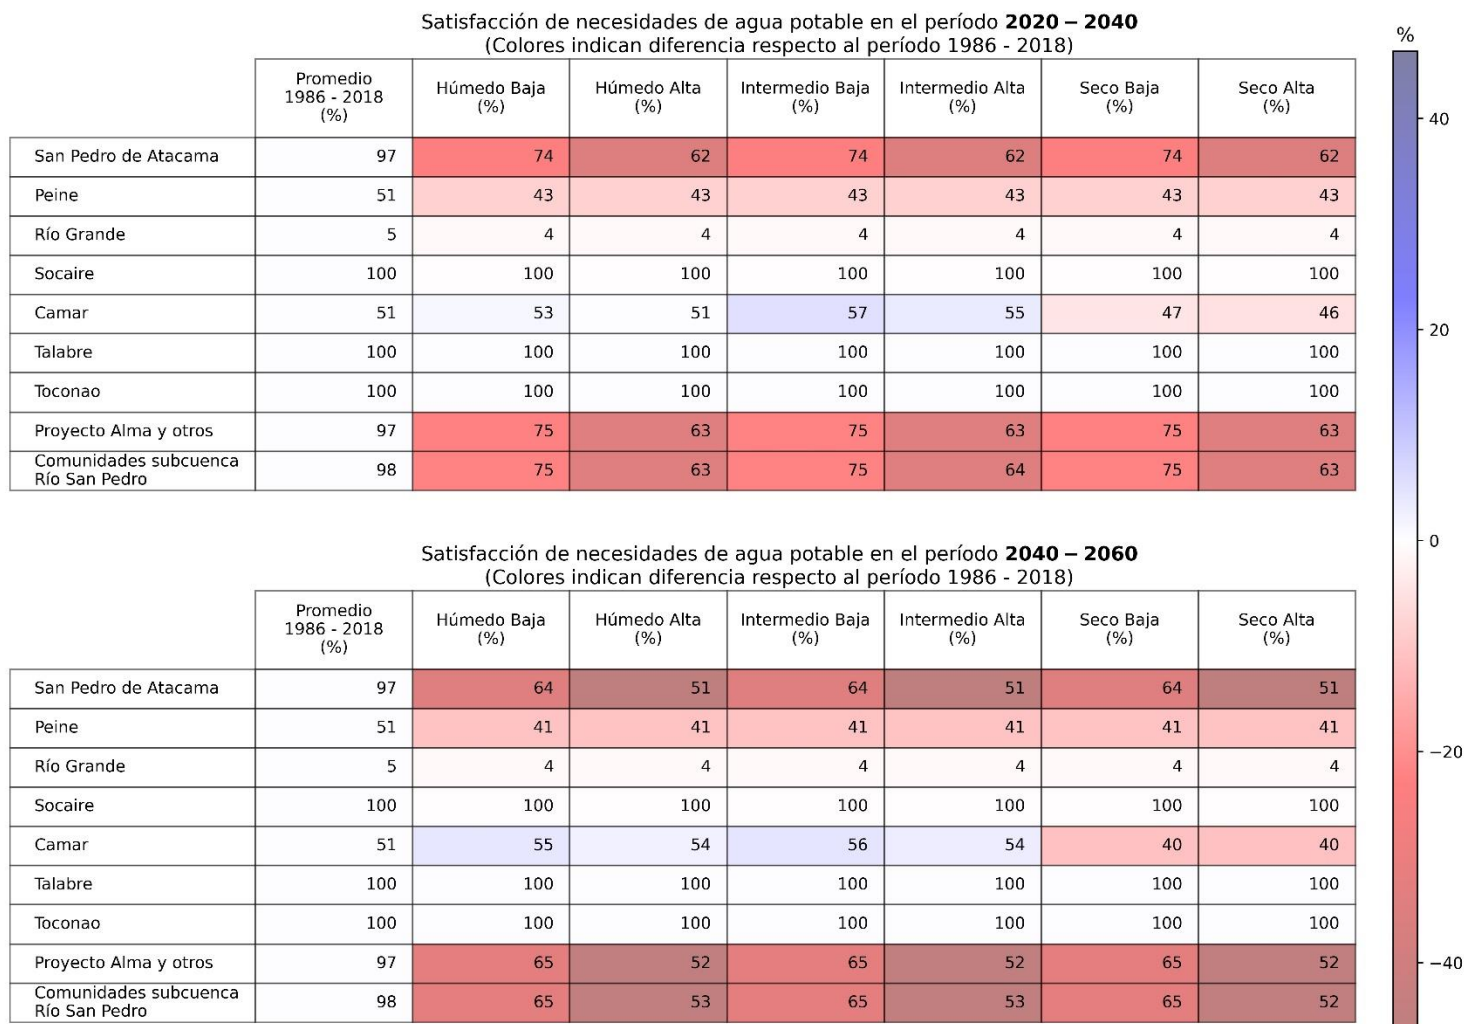 Satisfacción de necesidades de agua potable en el período 2020 – 2040
(Colores indican diferencia respecto al período 1986 - 2018)
Promedio
1986 - 2018
(%)
Húmedo Baja
(%)
Húmedo Alta
(%)
Intermedio Baja
(%)
Intermedio Alta
(%)
Seco Baja
(%)
Seco Alta
(%)
San Pedro de Atacama 97 74 62 74 62 74 62
Peine 51 43 43 43 43 43 43
Río Grande 5 4 4 4 4 4 4
Socaire 100 100 100 100 100 100 100
Camar 51 53 51 57 55 47 46
Talabre 100 100 100 100 100 100 100
Toconao 100 100 100 100 100 100 100
Proyecto Alma y otros 97 75 63 75 63 75 63
Comunidades subcuenca
Río San Pedro 98 75 63 75 64 75 63
Satisfacción de necesidades de agua potable en el período 2040 – 2060
(Colores indican diferencia respecto al período 1986 - 2018)
Promedio
1986 - 2018
(%)
Húmedo Baja
(%)
Húmedo Alta
(%)
Intermedio Baja
(%)
Intermedio Alta
(%)
Seco Baja
(%)
Seco Alta
(%)
San Pedro de Atacama 97 64 51 64 51 64 51
Peine 51 41 41 41 41 41 41
Río Grande 5 4 4 4 4 4 4
Socaire 100 100 100 100 100 100 100
Camar 51 55 54 56 54 40 40
Talabre 100 100 100 100 100 100 100
Toconao 100 100 100 100 100 100 100
Proyecto Alma y otros 97 65 52 65 52 65 52
Comunidades subcuenca
Río San Pedro 98 65 53 65 53 65 52
%
40
20
0
−20
−40